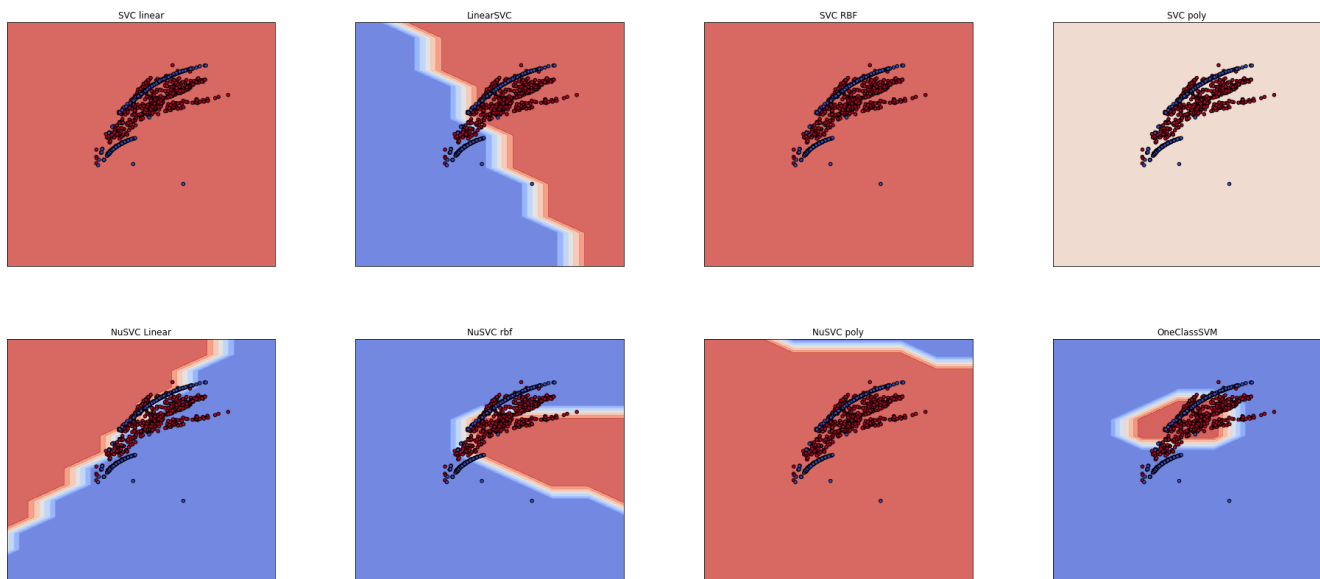 SVC linear
LinearSVC
SVC RBF
SVC poly
NuSVC Linear
NuSVC rbf
NuSVC poly
OneClassSVM